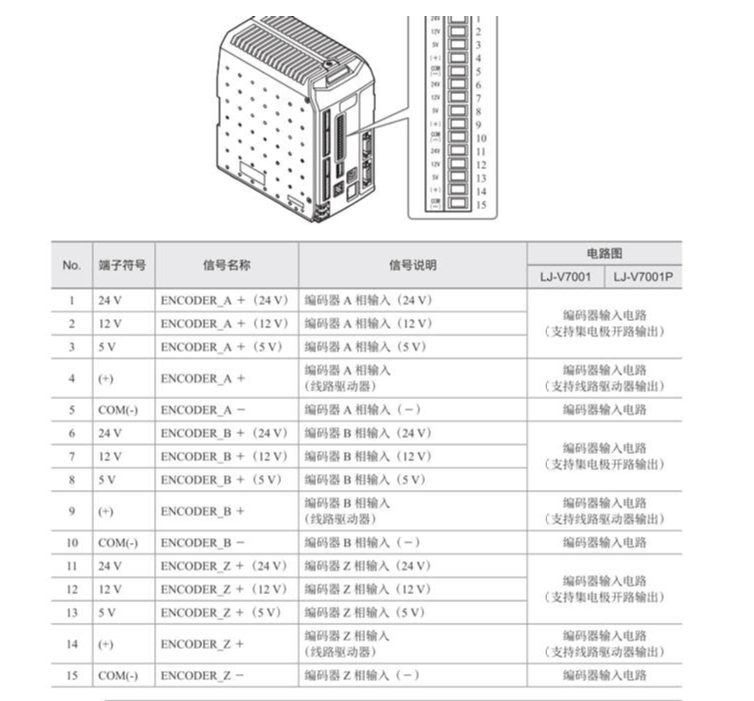 24V 1
12V 2
5V 3
(+) 4
COM (−) 5
24V 6
12V 7
5V 8
(+) 9
COM (−) 10
24V 11
12V 12
5V 13
(+) 14
COM (−) 15
No. 端子符号 信号名称 信号说明 电路图
LJ-V7001 LJ-V7001P
1 24 V ENCODER_A + (24 V) 编码器 A 相输入(24 V)
编码器输入电路
(支持集电极开路输出)
2 12 V ENCODER_A + (12 V) 编码器 A 相输入(12 V)
3 5 V ENCODER_A + (5 V) 编码器 A 相输入(5 V)
4 (+) ENCODER_A + 编码器 A 相输入
(线路驱动器)
编码器输入电路
(支持线路驱动器输出)
5 COM(-) ENCODER_A − 编码器 A 相输入(−) 编码器输入电路
6 24 V ENCODER_B + (24 V) 编码器 B 相输入(24 V)
编码器输入电路
(支持集电极开路输出)
7 12 V ENCODER_B + (12 V) 编码器 B 相输入(12 V)
8 5 V ENCODER_B + (5 V) 编码器 B 相输入(5 V)
9 (+) ENCODER_B + 编码器 B 相输入
(线路驱动器)
编码器输入电路
(支持线路驱动器输出)
10 COM(-) ENCODER_B − 编码器 B 相输入(−) 编码器输入电路
11 24 V ENCODER_Z + (24 V) 编码器 Z 相输入(24 V)
编码器输入电路
(支持集电极开路输出)
12 12 V ENCODER_Z + (12 V) 编码器 Z 相输入(12 V)
13 5 V ENCODER_Z + (5 V) 编码器 Z 相输入(5 V)
14 (+) ENCODER_Z + 编码器 Z 相输入
(线路驱动器)
编码器输入电路
(支持线路驱动器输出)
15 COM(-) ENCODER_Z − 编码器 Z 相输入(−) 编码器输入电路